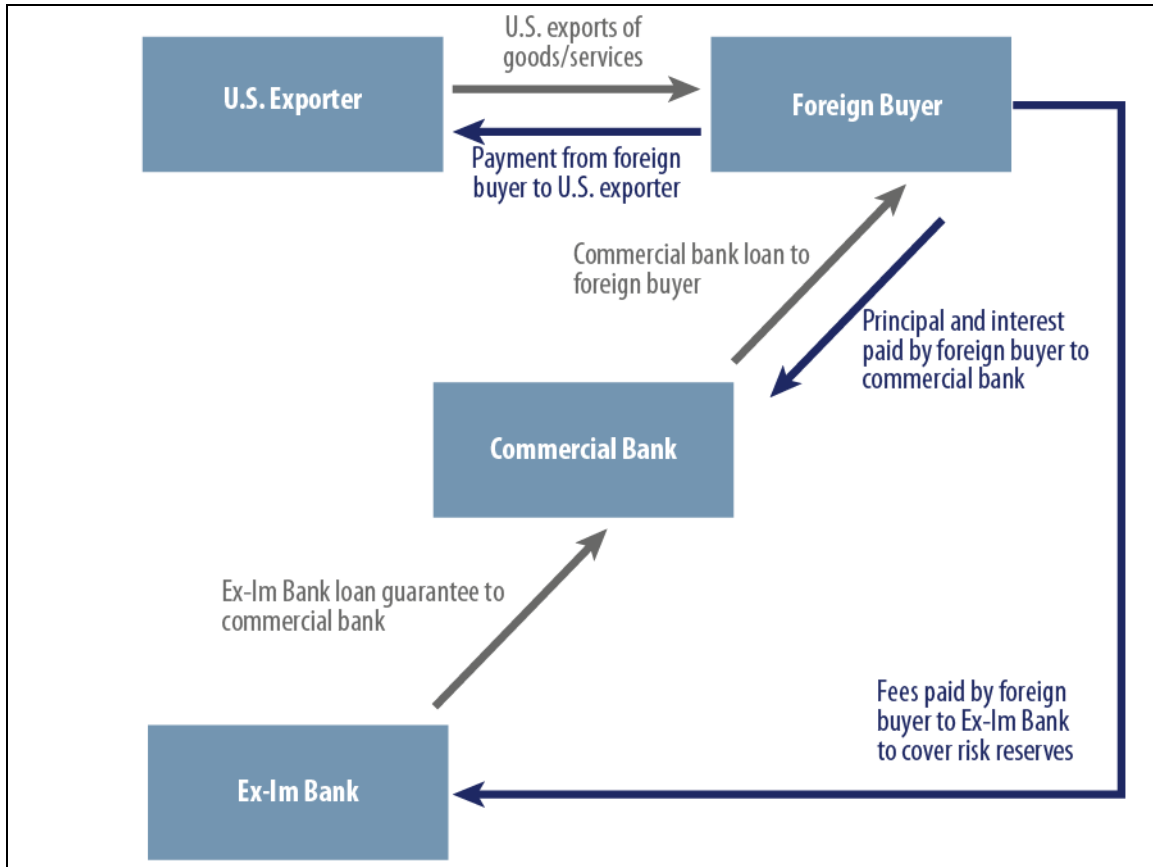 U.S. exports of
goods/services
U.S. Exporter
Foreign Buyer
Payment from foreign
buyer to U.S. exporter
Commercial bank loan to
foreign buyer
Principal and interest
paid by foreign buyer to
commercial bank
Commercial Bank
Ex-Im Bank loan guarantee to
commercial bank
Fees paid by foreign
buyer to Ex-Im Bank
to cover risk reserves
Ex-Im Bank